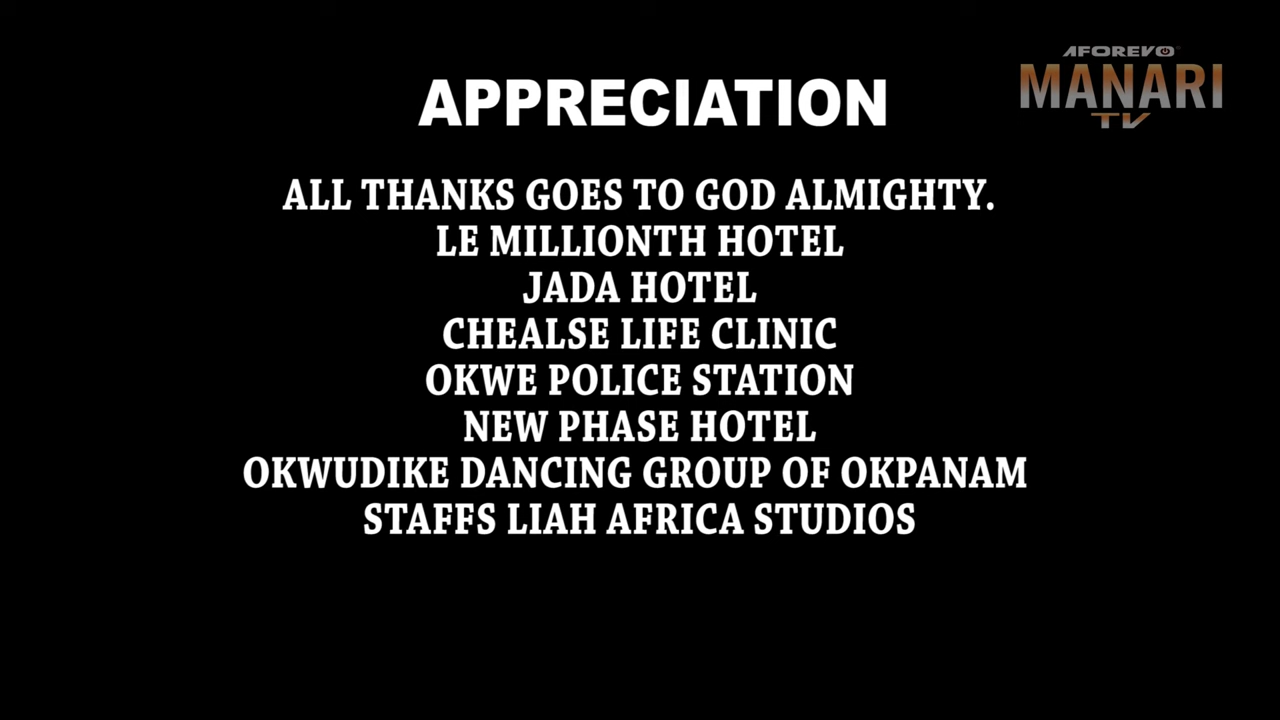 AFOREVO
MANARI
TV
APPRECIATION
ALL THANKS GOES TO GOD ALMIGHTY.
LE MILLIONTH HOTEL
JADA HOTEL
CHEALSE LIFE CLINIC
OKWE POLICE STATION
NEW PHASE HOTEL
OKWUDIKE DANCING GROUP OF OKPANAM
STAFFS LIAH AFRICA STUDIOS